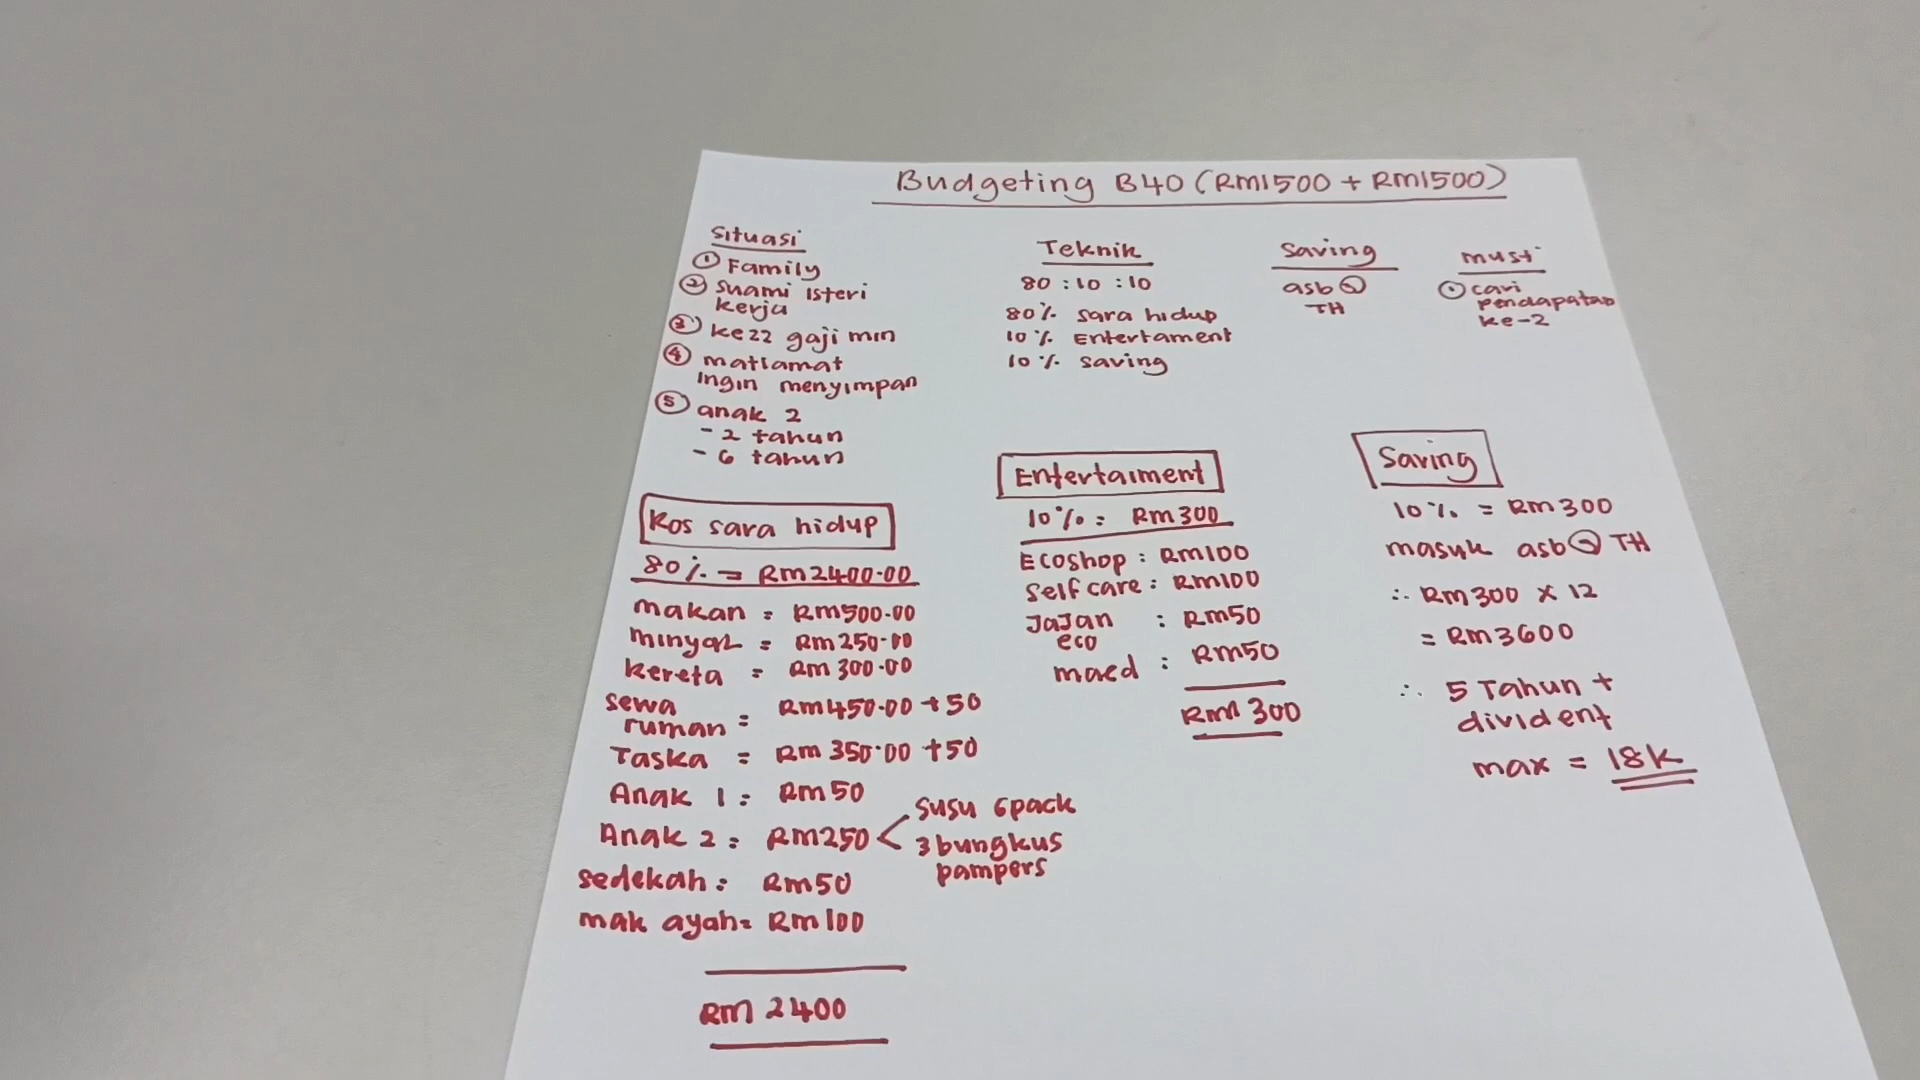 Budgeting B40 (RM1500 + RM1500)
Situasi
① Family
② suami isteri
kerja
③ ke22 gaji min
④ matlamat
ingin menyimpan
⑤ anak 2
- 2 tahun
- 6 tahun
Teknik
80 : 10 : 10
80% sara hidup
10% Entertament
10% saving
Saving
asb
TH
must
① cari
pendapatan
ke-2
Kos sara hidup
80% = RM2400.00
makan = RM500.00
minyak = RM250.00
kereta = RM300.00
sewa
rumah = RM450.00 + 50
Taska = RM350.00 + 50
Anak 1 : RM50
Anak 2 : RM250 < susu 6pack
3 bungkus
pampers
sedekah : RM50
mak ayah = RM100
RM 2400
Entertaiment
10% = RM300
Ecoshop : RM100
Selfcare : RM100
JaJan
eco : RM50
macd : RM50
RM 300
Saving
10% = RM300
masuk asb TH
∴ RM300 x 12
= RM3600
∴ 5 Tahun +
divident
max = 18k